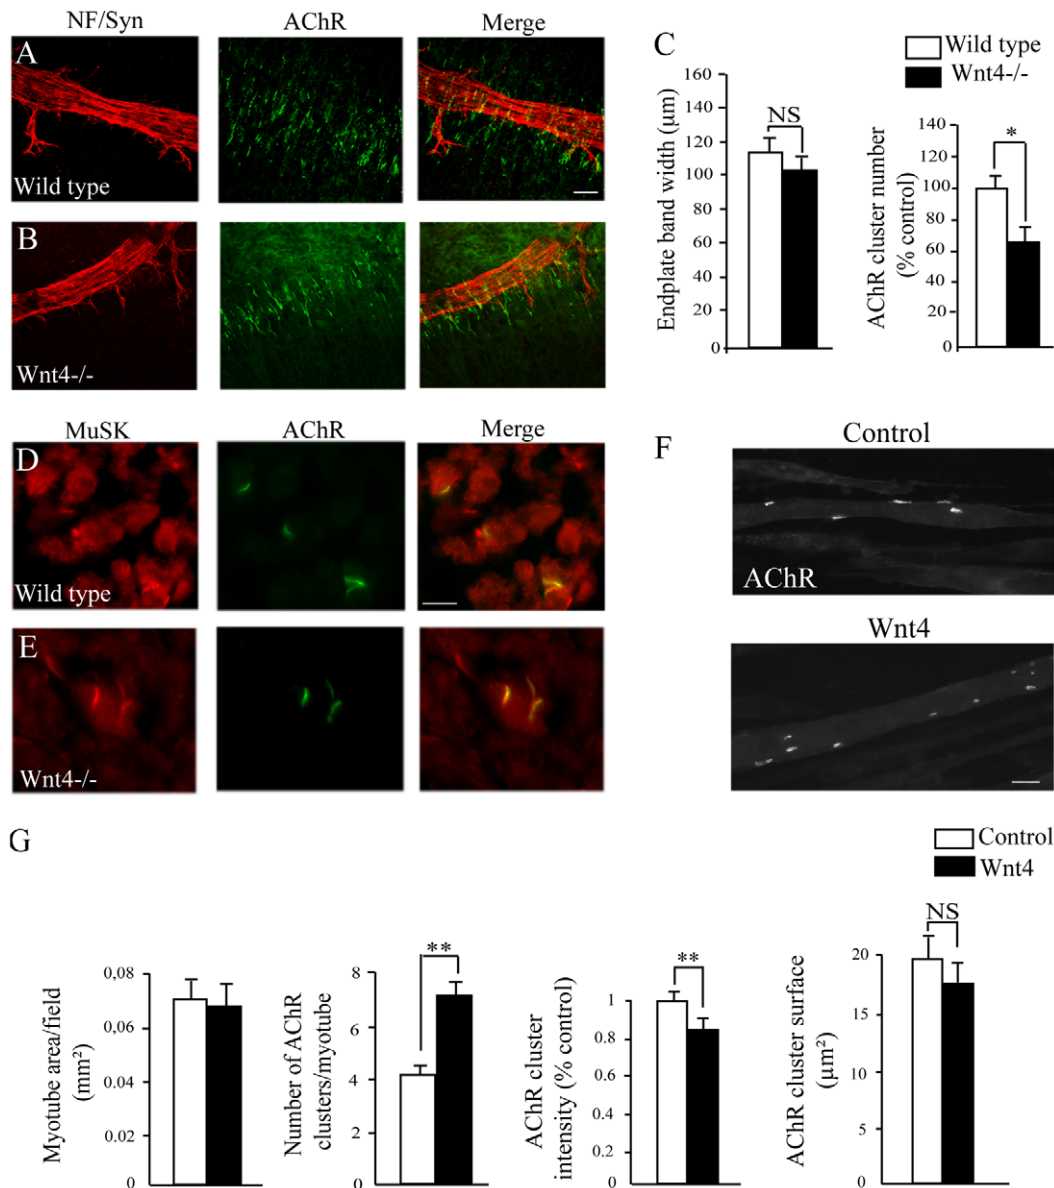 NF/Syn AChR Merge
A
Wild type
B
Wnt4-/-
C
Wild type
Wnt4-/-
Endplate band width (µm)
160
140
120
100
80
60
40
20
0
NS
AChR cluster number
(% control)
140
120
100
80
60
40
20
0
*
MuSK AChR Merge
D
Wild type
E
Wnt4-/-
F
Control
AChR
Wnt4
G
Control
Wnt4
Myotube area/field
(mm²)
0,08
0,06
0.04
0.02
0
Number of AChR
clusters/myotube
8
6
4
2
0
**
AChR cluster
intensity (% control)
1
0.8
0.6
0.4
0.2
0
**
AChR cluster surface
(µm²)
20
15
10
5
0
NS